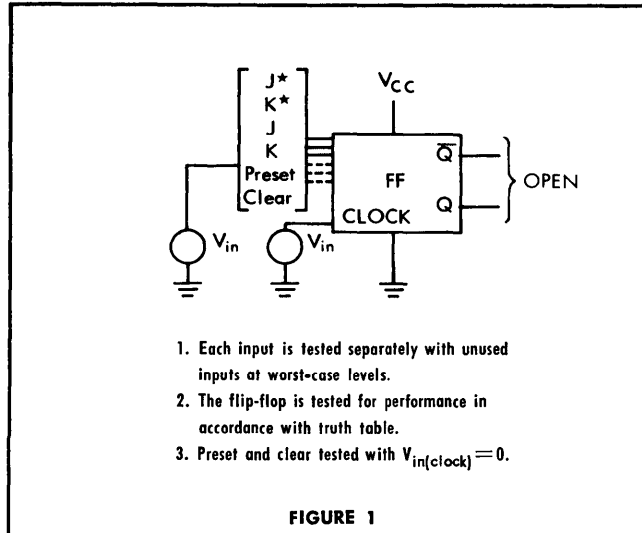 J★
K★
J
K
Preset
Clear
V_in
V_CC
Q̅
FF
Q
CLOCK
OPEN
V_in
1. Each input is tested separately with unused
inputs at worst-case levels.
2. The flip-flop is tested for performance in
accordance with truth table.
3. Preset and clear tested with V_in(clock) = 0.
FIGURE 1